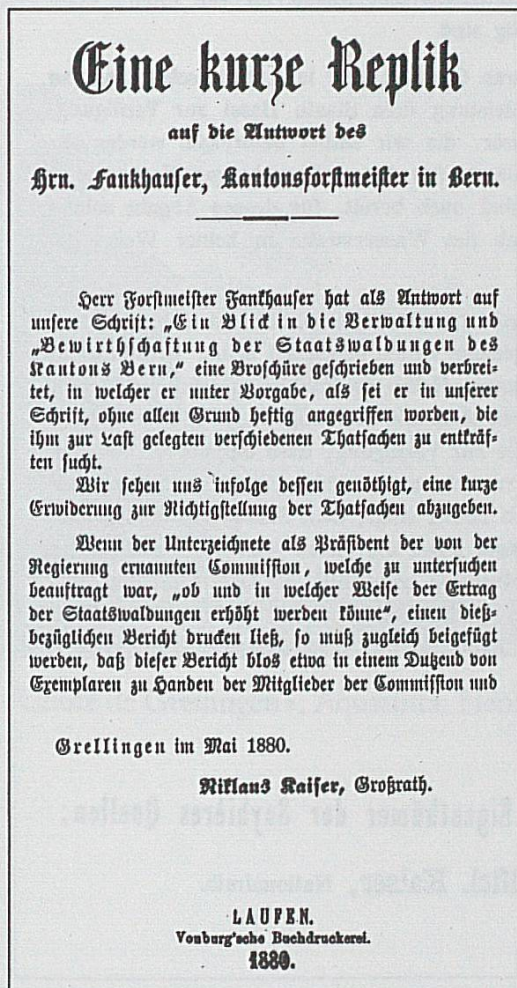 Eine kurze Replik
auf die Antwort des
Hrn. Fankhauser, Kantonsforstmeister in Bern.
Herr Forstmeister Fankhauser hat als Antwort auf
unsere Schrift: „Ein Blick in die Verwaltung und
„Bewirthschaftung der Staatswaldungen des
Kantons Bern,“ eine Broschüre geschrieben und verbrei-
tet, in welcher er unter Vorgabe, als sei er in unserer
Schrift, ohne allen Grund heftig angegriffen worden, die
ihm zur Last gelegten verschiedenen Thatsachen zu entkräf-
ten sucht.
Wir sehen uns infolge dessen genöthigt, eine kurze
Erwiderung zur Richtigstellung der Thatsachen abzugeben.
Wenn der Unterzeichnete als Präsident der von der
Regierung ernannten Commission, welche zu untersuchen
beauftragt war, „ob und in welcher Weise der Ertrag
der Staatswaldungen erhöht werden könne“, einen dieß-
bezüglichen Bericht drucken ließ, so muß zugleich beigefügt
werden, daß dieser Bericht blos etwa in einem Dutzend von
Exemplaren zu Handen der Mitglieder der Commission und
Grellingen im Mai 1880.
Niklaus Kaiser, Großrath.
LAUFEN.
Vonburg'sche Buchdruckerei.
1880.